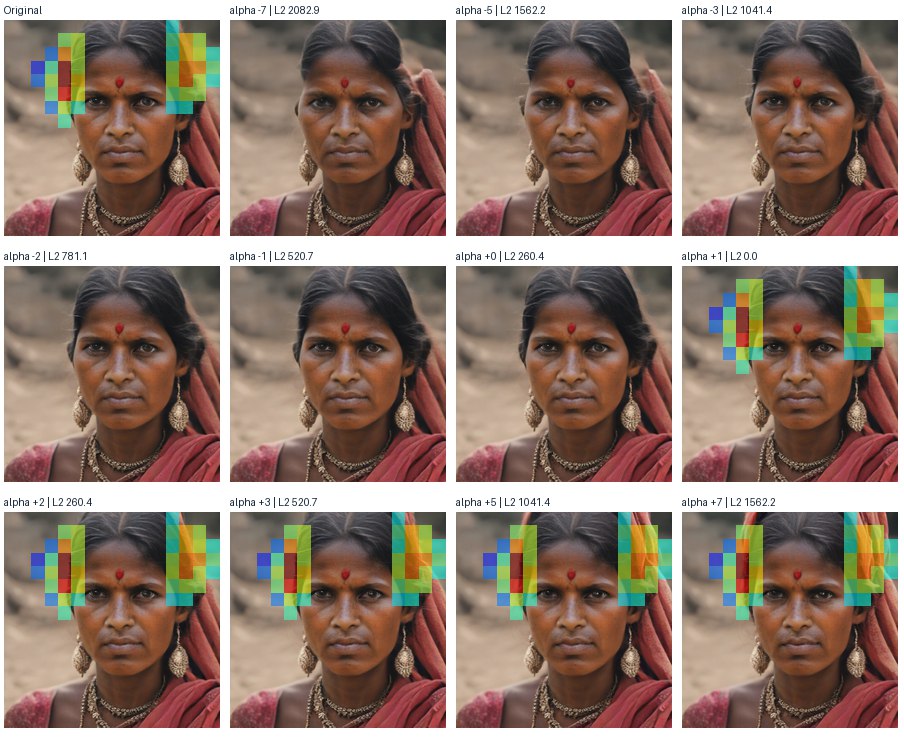 Original
alpha -7 | L2 2082.9
alpha -5 | L2 1562.2
alpha -3 | L2 1041.4
alpha -2 | L2 781.1
alpha -1 | L2 520.7
alpha +0 | L2 260.4
alpha +1 | L2 0.0
alpha +2 | L2 260.4
alpha +3 | L2 520.7
alpha +5 | L2 1041.4
alpha +7 | L2 1562.2